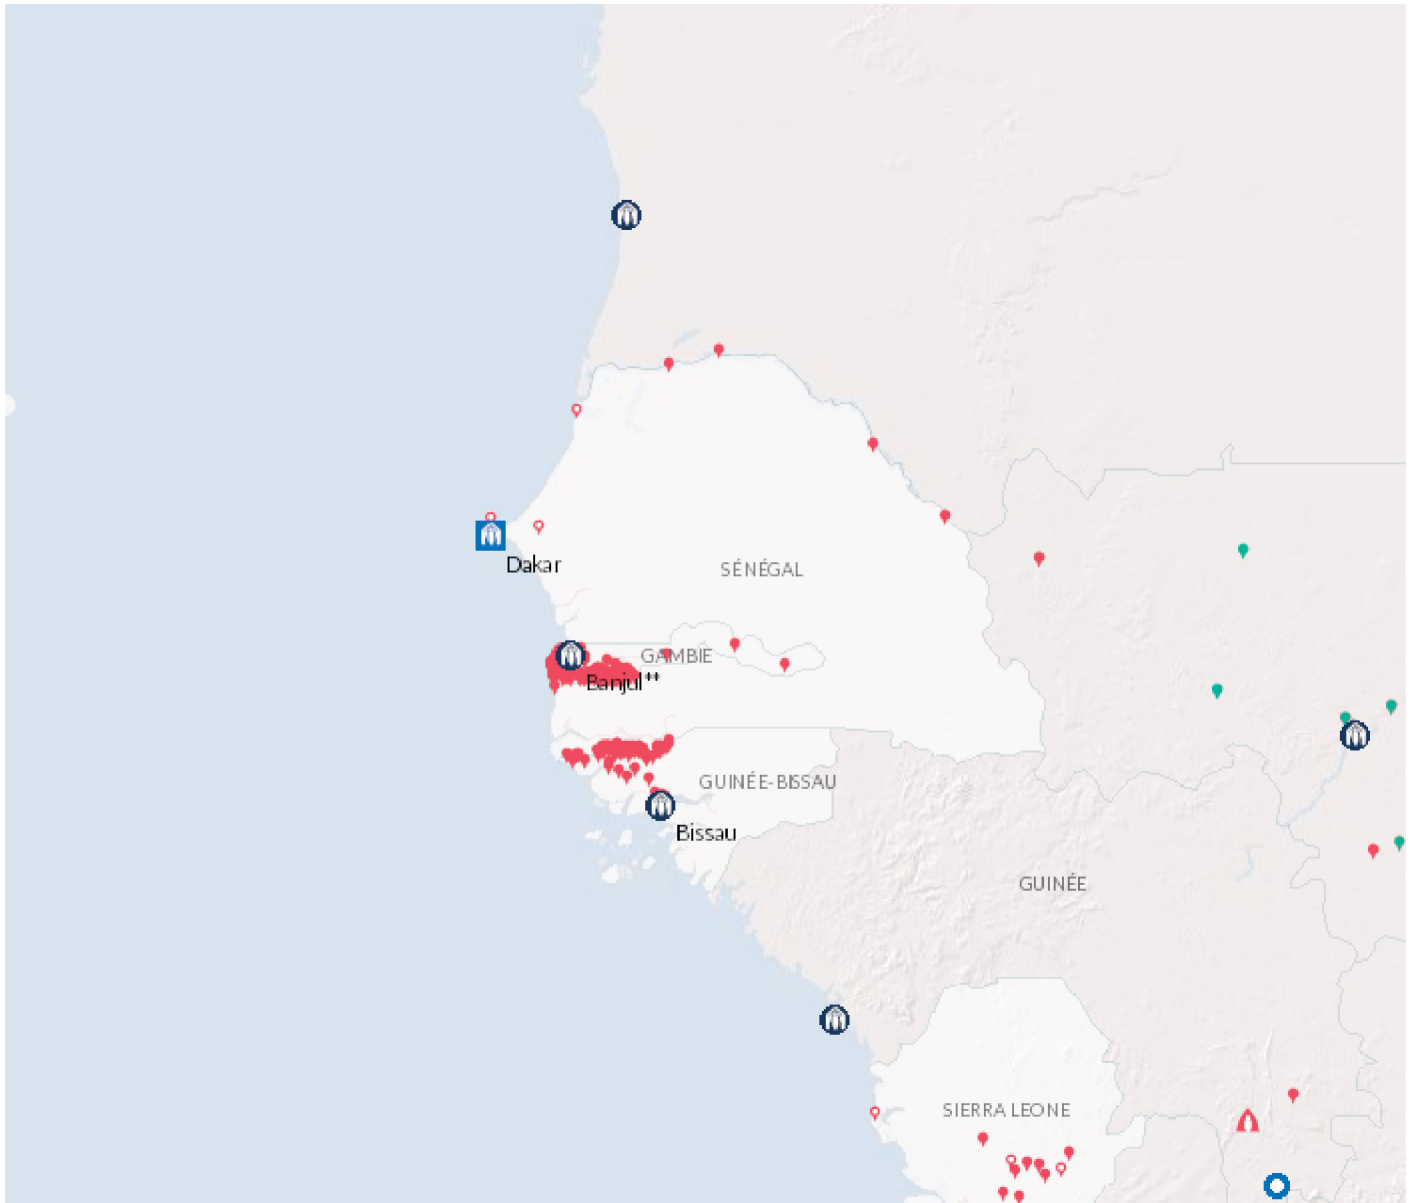 Dakar
SÉNÉGAL
GAMBIE
Banjul**
GUINÉE-BISSAU
Bissau
GUINÉE
SIERRA LEONE